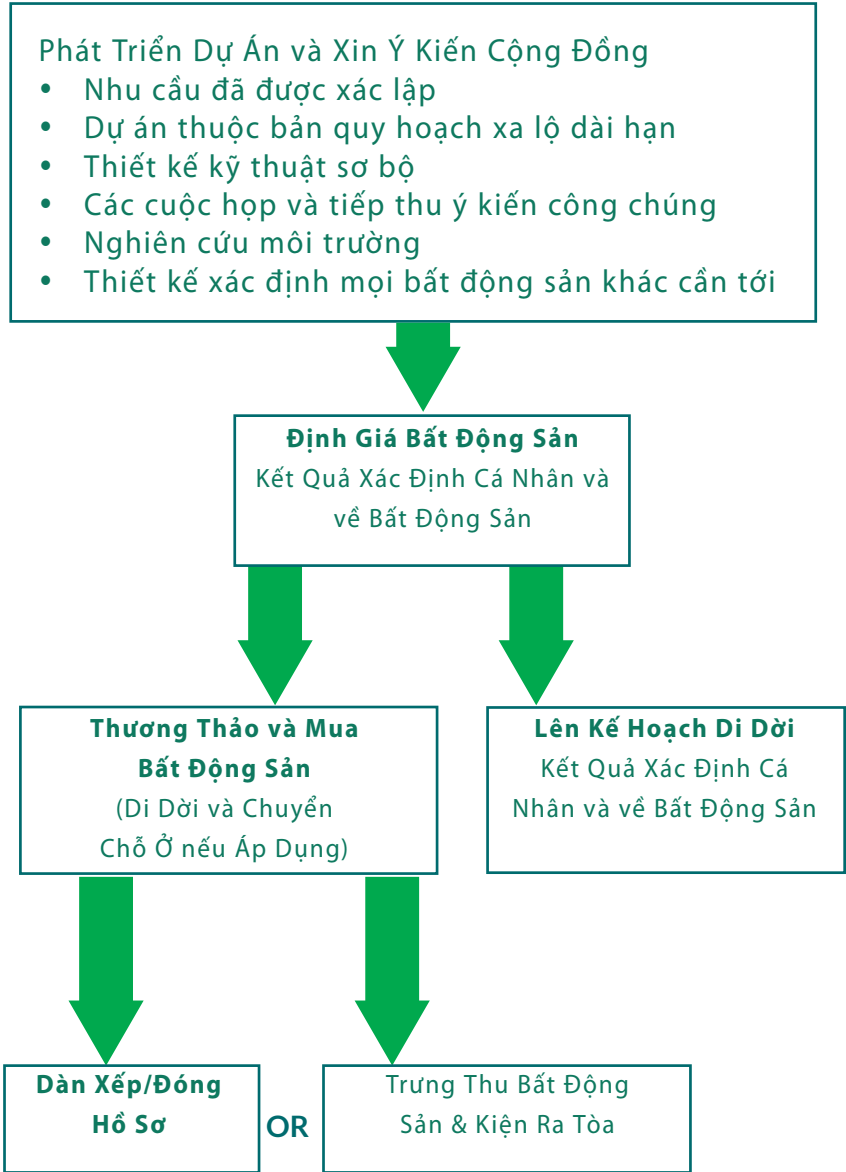 Phát Triển Dự Án và Xin Ý Kiến Cộng Đồng
• Nhu cầu đã được xác lập
• Dự án thuộc bản quy hoạch xa lộ dài hạn
• Thiết kế kỹ thuật sơ bộ
• Các cuộc họp và tiếp thu ý kiến công chúng
• Nghiên cứu môi trường
• Thiết kế xác định mọi bất động sản khác cần tới
Định Giá Bất Động Sản
Kết Quả Xác Định Cá Nhân và
về Bất Động Sản
Thương Thảo và Mua
Bất Động Sản
(Di Dời và Chuyển
Chỗ Ở nếu Áp Dụng)
Lên Kế Hoạch Di Dời
Kết Quả Xác Định Cá
Nhân và về Bất Động Sản
Dàn Xếp/Đóng
Hồ Sơ
OR
Trưng Thu Bất Động
Sản & Kiện Ra Tòa